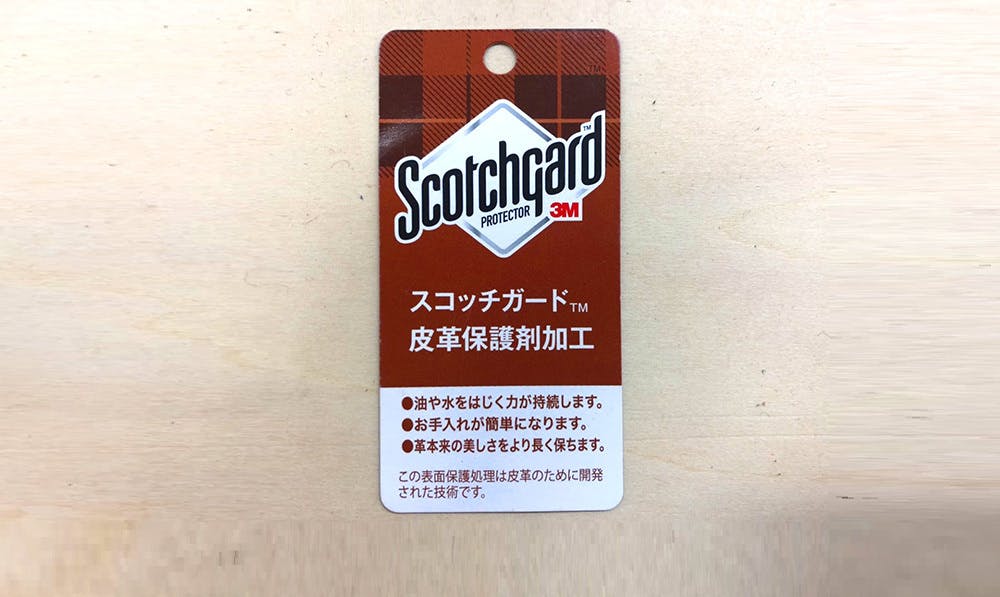 TM
Scotchgard™
PROTECTOR 3M
スコッチガード™
皮革保護剤加工
●油や水をはじく力が持続します。
●お手入れが簡単になります。
●革本来の美しさをより長く保ちます。
この表面保護処理は皮革のために開発
された技術です。